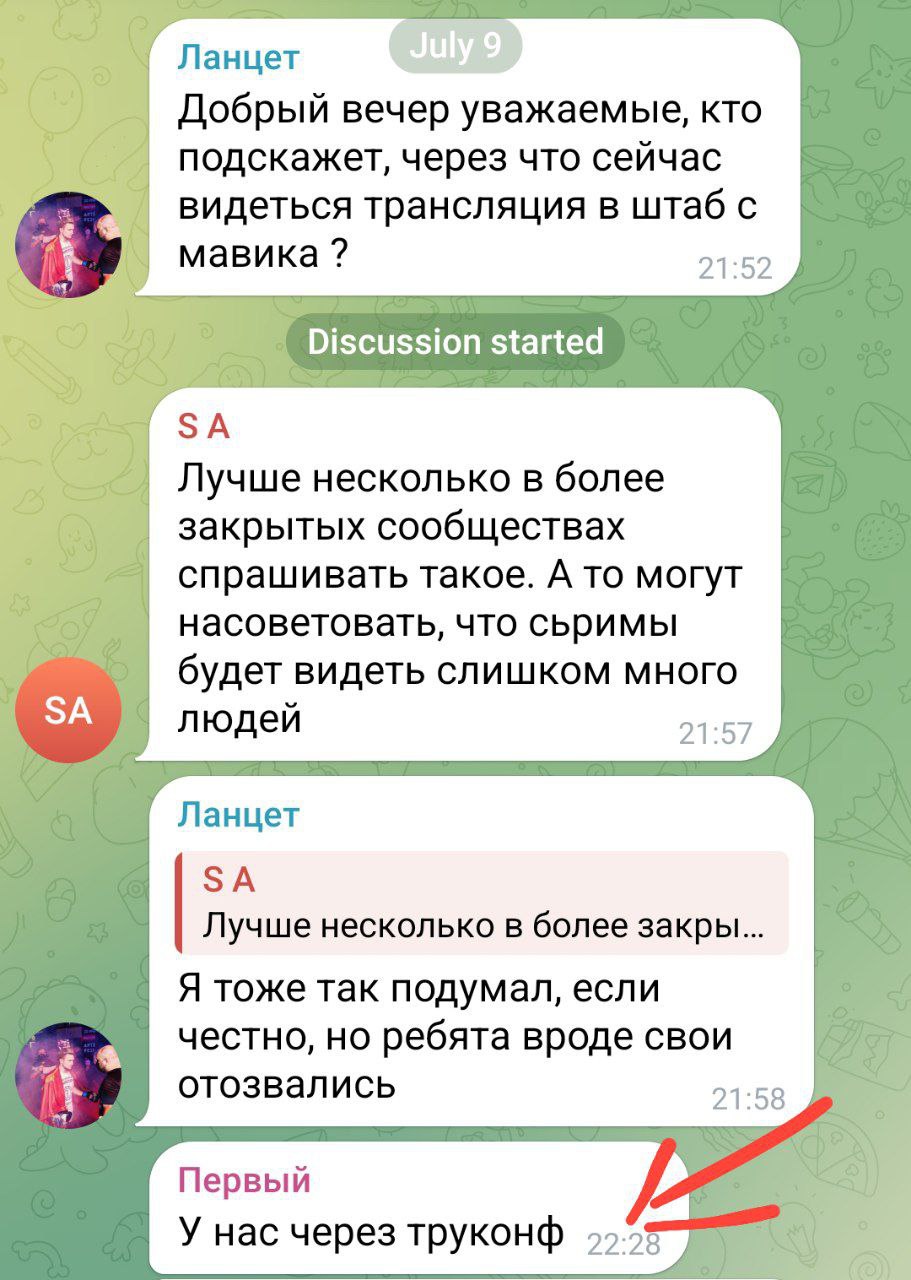 Ланцет
July 9
Добрый вечер уважаемые, кто
подскажет, через что сейчас
видеться трансляция в штаб с
мавика ?
21:52
Discussion started
S A
Лучше несколько в более
закрытых сообществах
спрашивать такое. А то могут
насоветовать, что сьримы
будет видеть слишком много
людей
21:57
SA
Ланцет
S A
Лучше несколько в более закры...
Я тоже так подумал, если
честно, но ребята вроде свои
отозвались
21:58
Первый
У нас через труконф
22:28